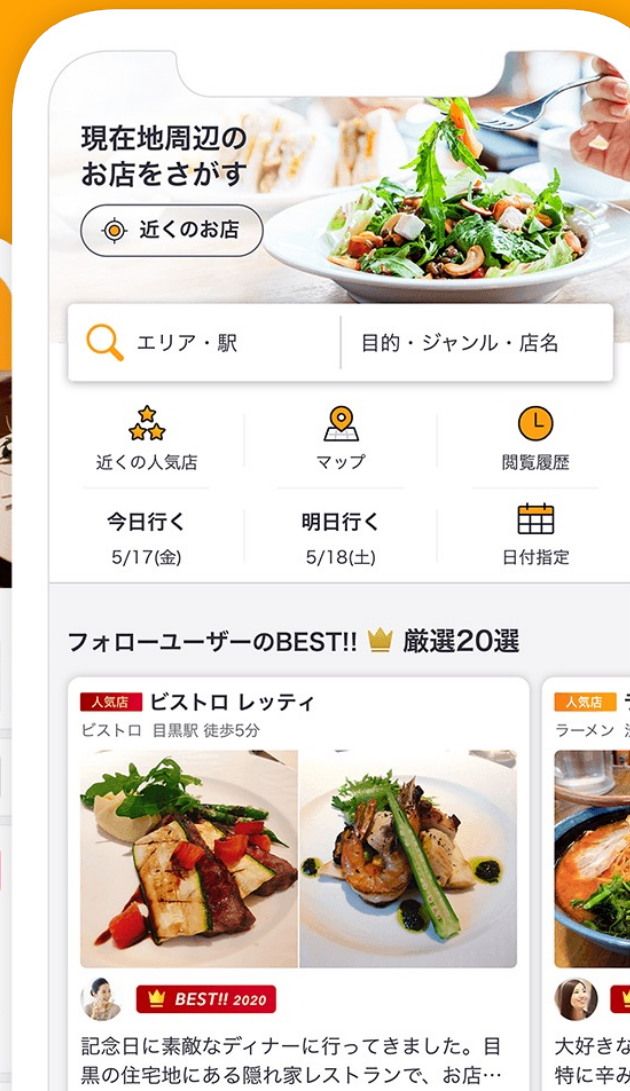 現在地周辺の
お店をさがす
近くのお店
エリア・駅
目的・ジャンル・店名
近くの人気店
マップ
閲覧履歴
今日行く
明日行く
5/17(金)
5/18(土)
日付指定
フォローユーザーのBEST!! 厳選20選
人気店 ビストロ レッティ
ビストロ 目黒駅 徒歩5分
BEST!! 2020
記念日に素敵なディナーに行ってきました。目
黒の住宅地にある隠れ家レストランで、お店…
人気店
ラーメン
大好きな
特に辛み